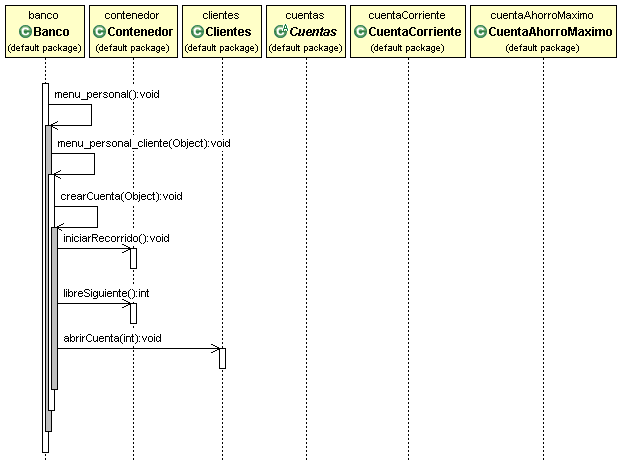 banco
C Banco
(default package)
contenedor
C Contenedor
(default package)
clientes
C Clientes
(default package)
cuentas
C A Cuentas
(default package)
cuentaCorriente
C CuentaCorriente
(default package)
cuentaAhorroMaximo
C CuentaAhorroMaximo
(default package)
menu_personal():void
menu_personal_cliente(Object):void
crearCuenta(Object):void
iniciarRecorrido():void
libreSiguiente():int
abrirCuenta(int):void